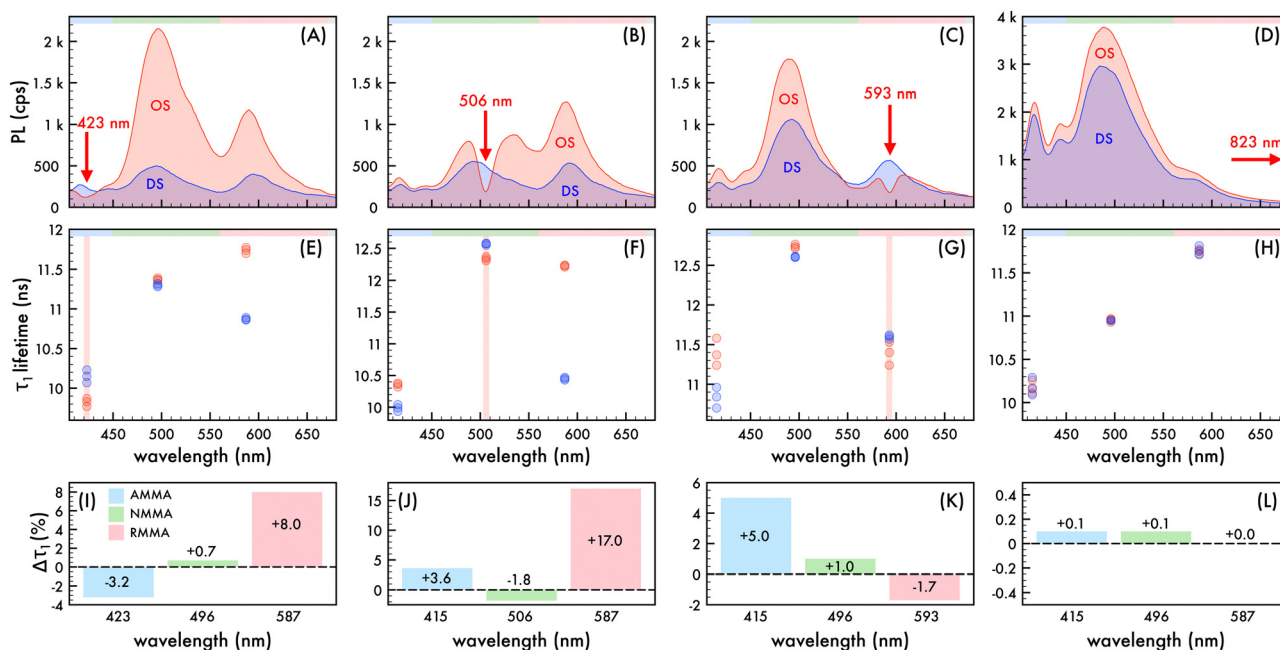 (A)
PL (cps)
2 k
1.5 k
1 k
500
0
423 nm
OS
DS
(B)
2 k
1.5 k
1 k
500
0
506 nm
OS
DS
(C)
2 k
1.5 k
1 k
500
0
593 nm
OS
DS
(D)
4 k
3 k
2 k
1 k
0
823 nm
OS
DS
(E)
τ₁ lifetime (ns)
12
11.5
11
10.5
10
450 500 550 600 650
wavelength (nm)
(F)
12.5
12
11.5
11
10.5
10
450 500 550 600 650
wavelength (nm)
(G)
12.5
12
11.5
11
450 500 550 600 650
wavelength (nm)
(H)
12
11.5
11
10.5
10
450 500 550 600 650
wavelength (nm)
(I)
Δτ₁(%)
8
6
4
2
0
-2
-4
AMMA
NMMA
RMMA
-3.2
+0.7
+8.0
423 496 587
wavelength (nm)
(J)
15
10
5
0
+3.6
-1.8
+17.0
415 506 587
wavelength (nm)
(K)
6
4
2
0
-2
+5.0
+1.0
-1.7
415 496 593
wavelength (nm)
(L)
0.4
0.2
0.0
-0.2
-0.4
+0.1
+0.1
+0.0
415 496 587
wavelength (nm)